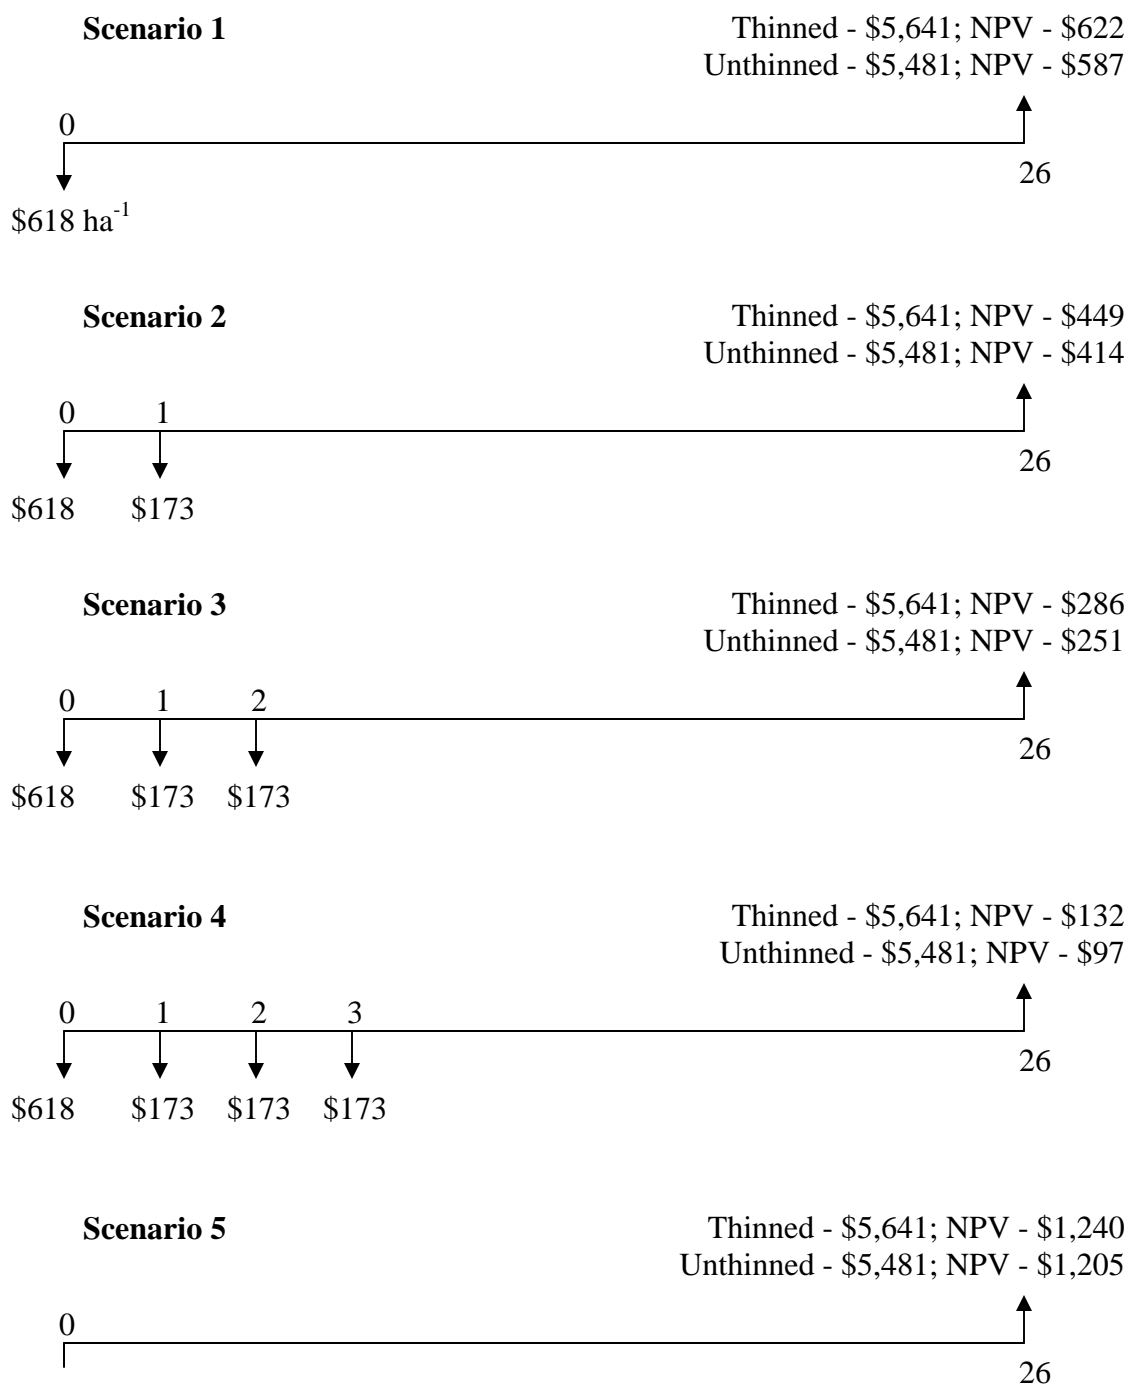 Scenario 1
Thinned - $5,641; NPV - $622
Unthinned - $5,481; NPV - $587
0
26
$618 ha-1
Scenario 2
Thinned - $5,641; NPV - $449
Unthinned - $5,481; NPV - $414
0 1
26
$618 $173
Scenario 3
Thinned - $5,641; NPV - $286
Unthinned - $5,481; NPV - $251
0 1 2
26
$618 $173 $173
Scenario 4
Thinned - $5,641; NPV - $132
Unthinned - $5,481; NPV - $97
0 1 2 3
26
$618 $173 $173 $173
Scenario 5
Thinned - $5,641; NPV - $1,240
Unthinned - $5,481; NPV - $1,205
0
26